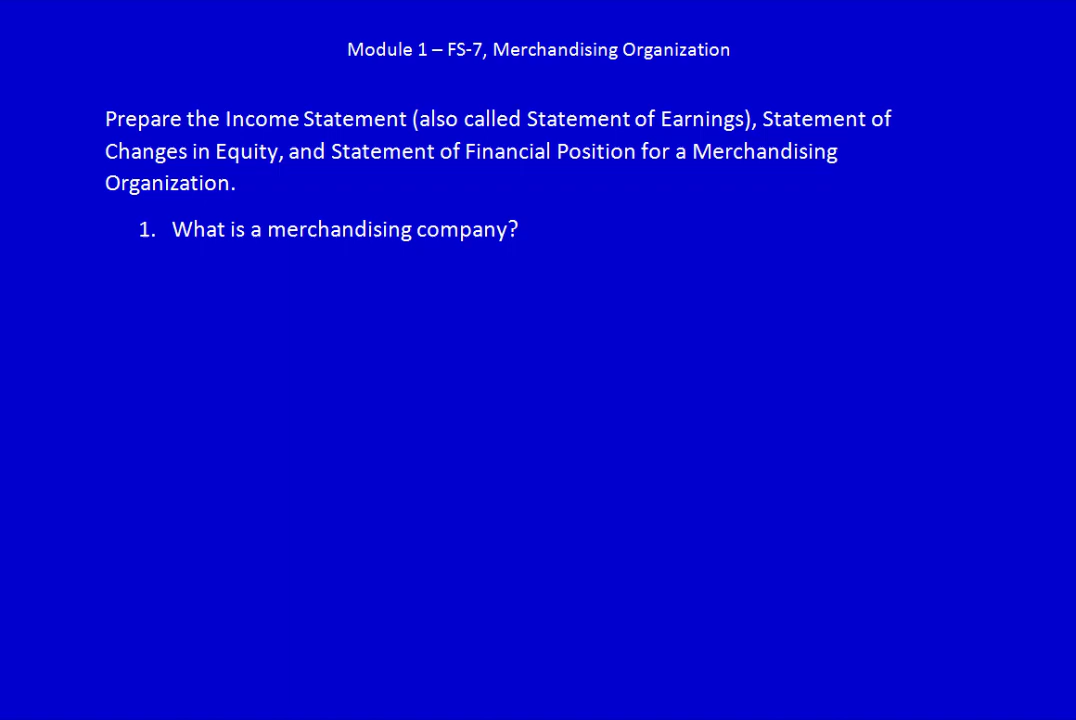 Module 1 – FS-7, Merchandising Organization
Prepare the Income Statement (also called Statement of Earnings), Statement of
Changes in Equity, and Statement of Financial Position for a Merchandising
Organization.
1. What is a merchandising company?